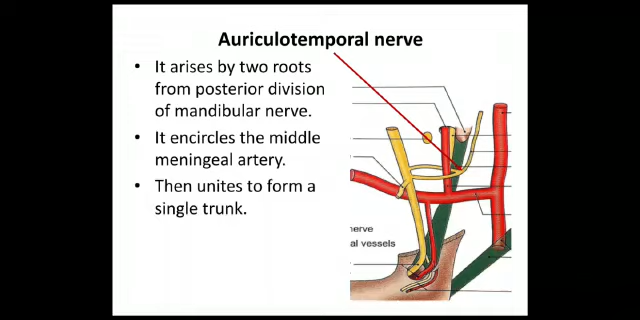 Auriculotemporal nerve
• It arises by two roots
from posterior division
of mandibular nerve.
• It encircles the middle
meningeal artery.
• Then unites to form a
single trunk.
nerve
al vessels